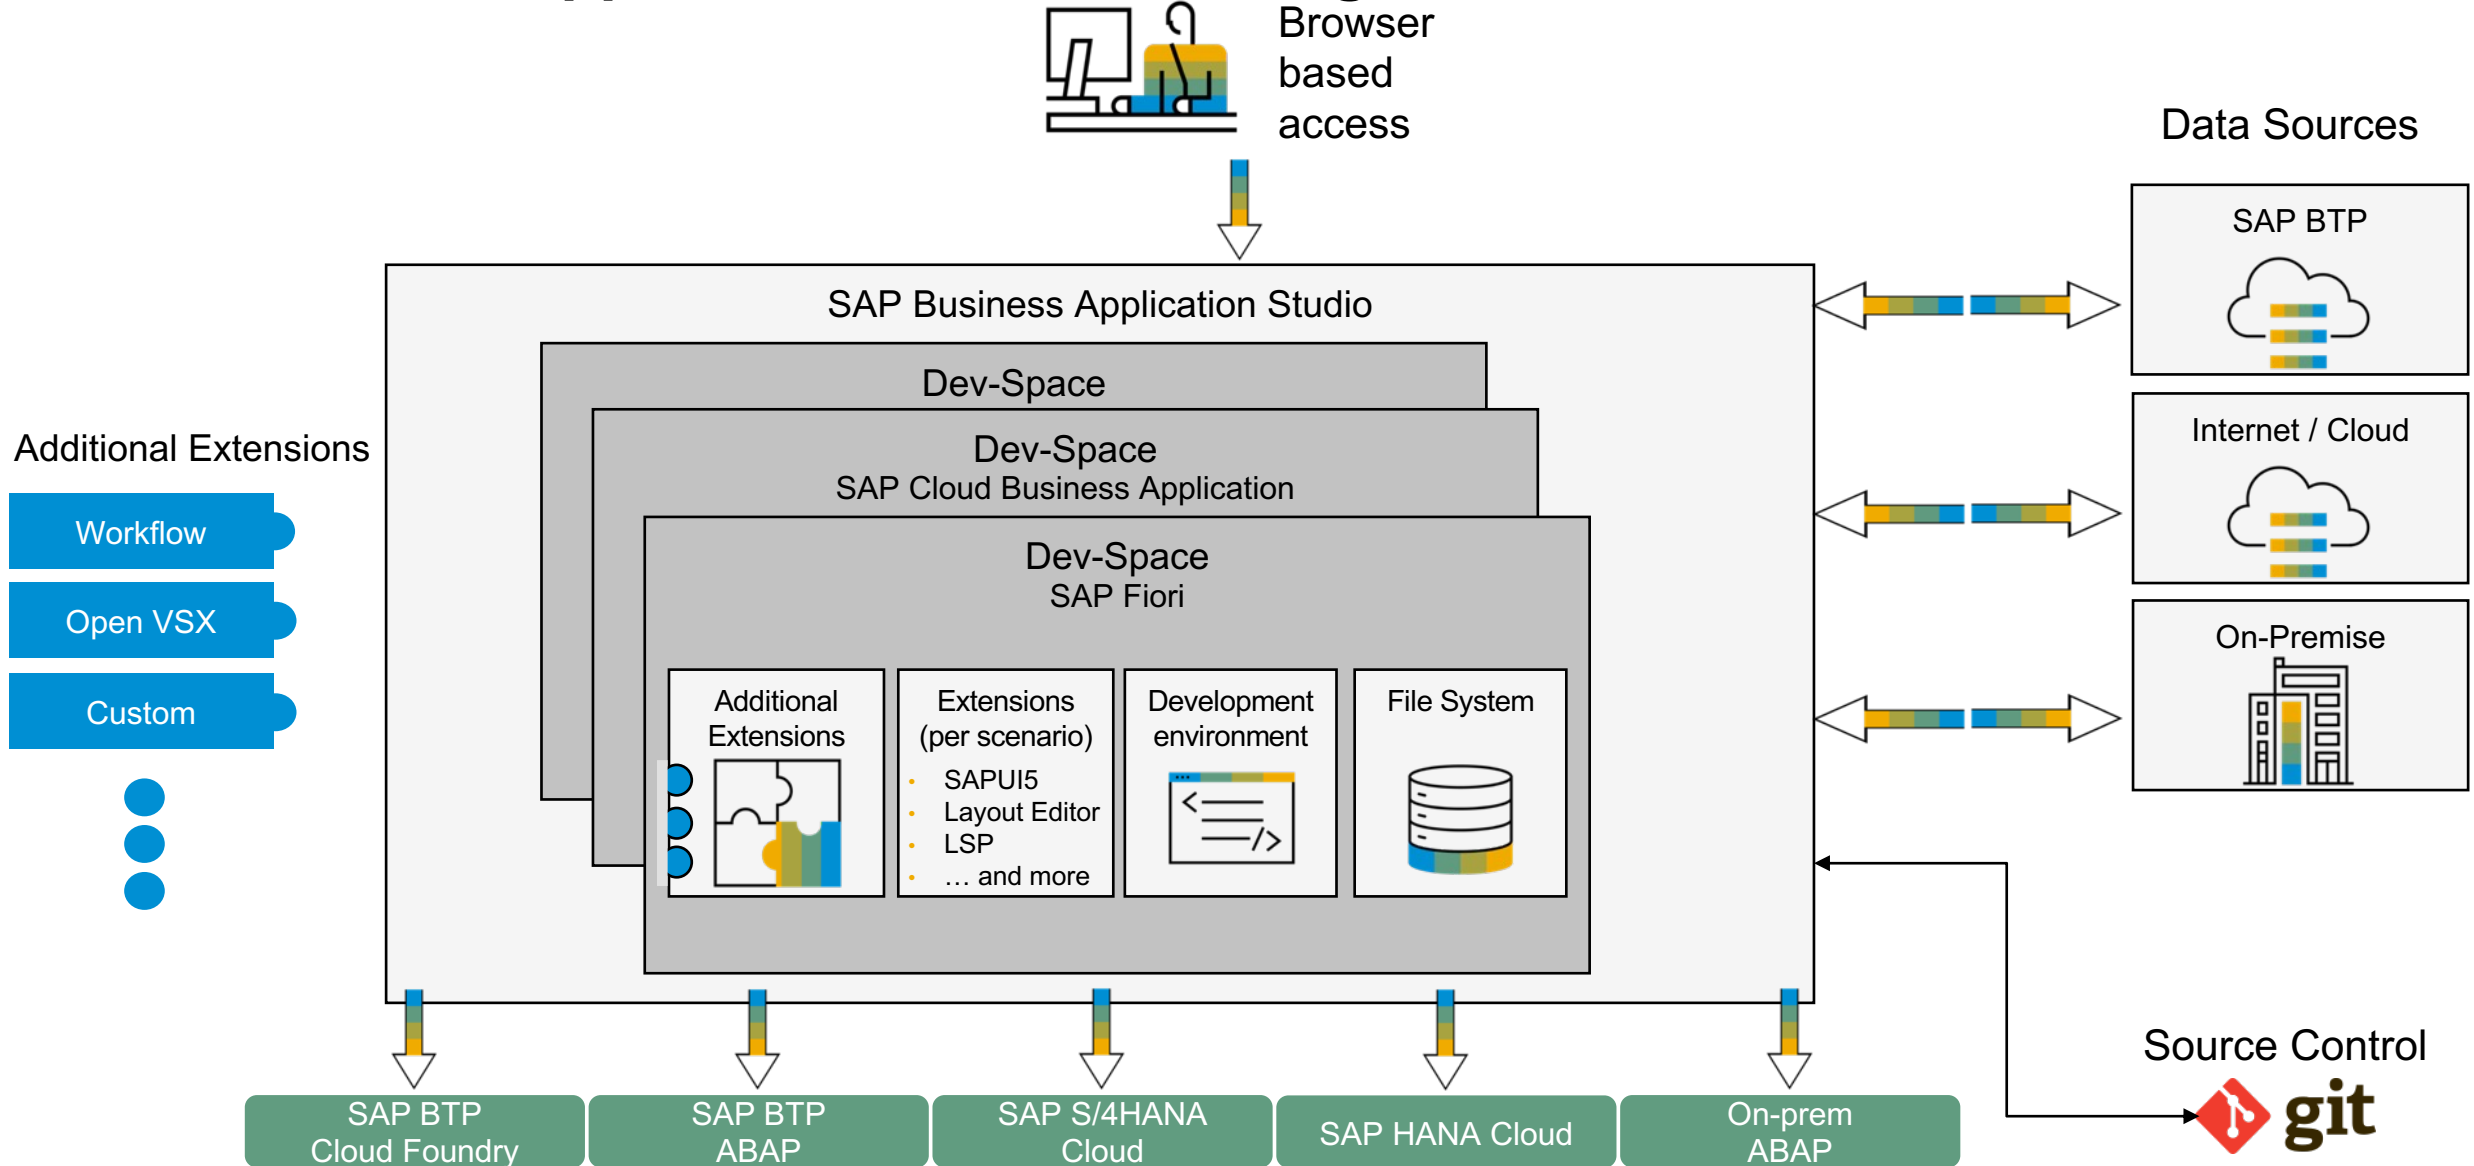 Browser
based
access
Data Sources
SAP BTP
Internet / Cloud
On-Premise
SAP Business Application Studio
Dev-Space
Dev-Space
SAP Cloud Business Application
Dev-Space
SAP Fiori
Additional
Extensions
Extensions
(per scenario)
• SAPUI5
• Layout Editor
• LSP
• … and more
Development
environment
File System
Additional Extensions
Workflow
Open VSX
Custom
SAP BTP
Cloud Foundry
SAP BTP
ABAP
SAP S/4HANA
Cloud
SAP HANA Cloud
On-prem
ABAP
Source Control
git